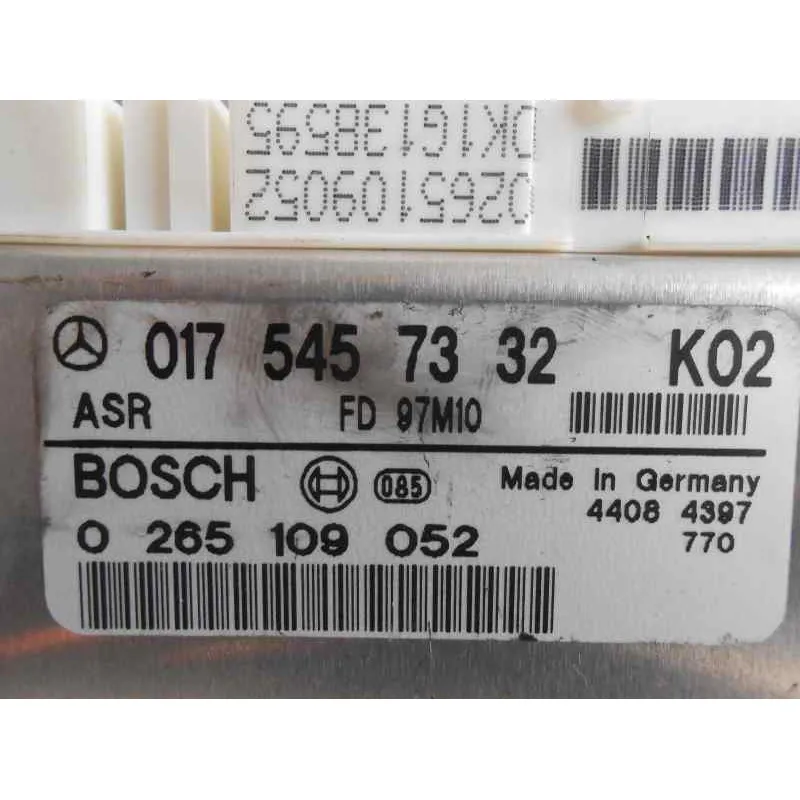 0265109052
017 545 73 32 K02
ASR FD 97M10
BOSCH 085 Made in Germany
4408 4397
0 265 109 052 770